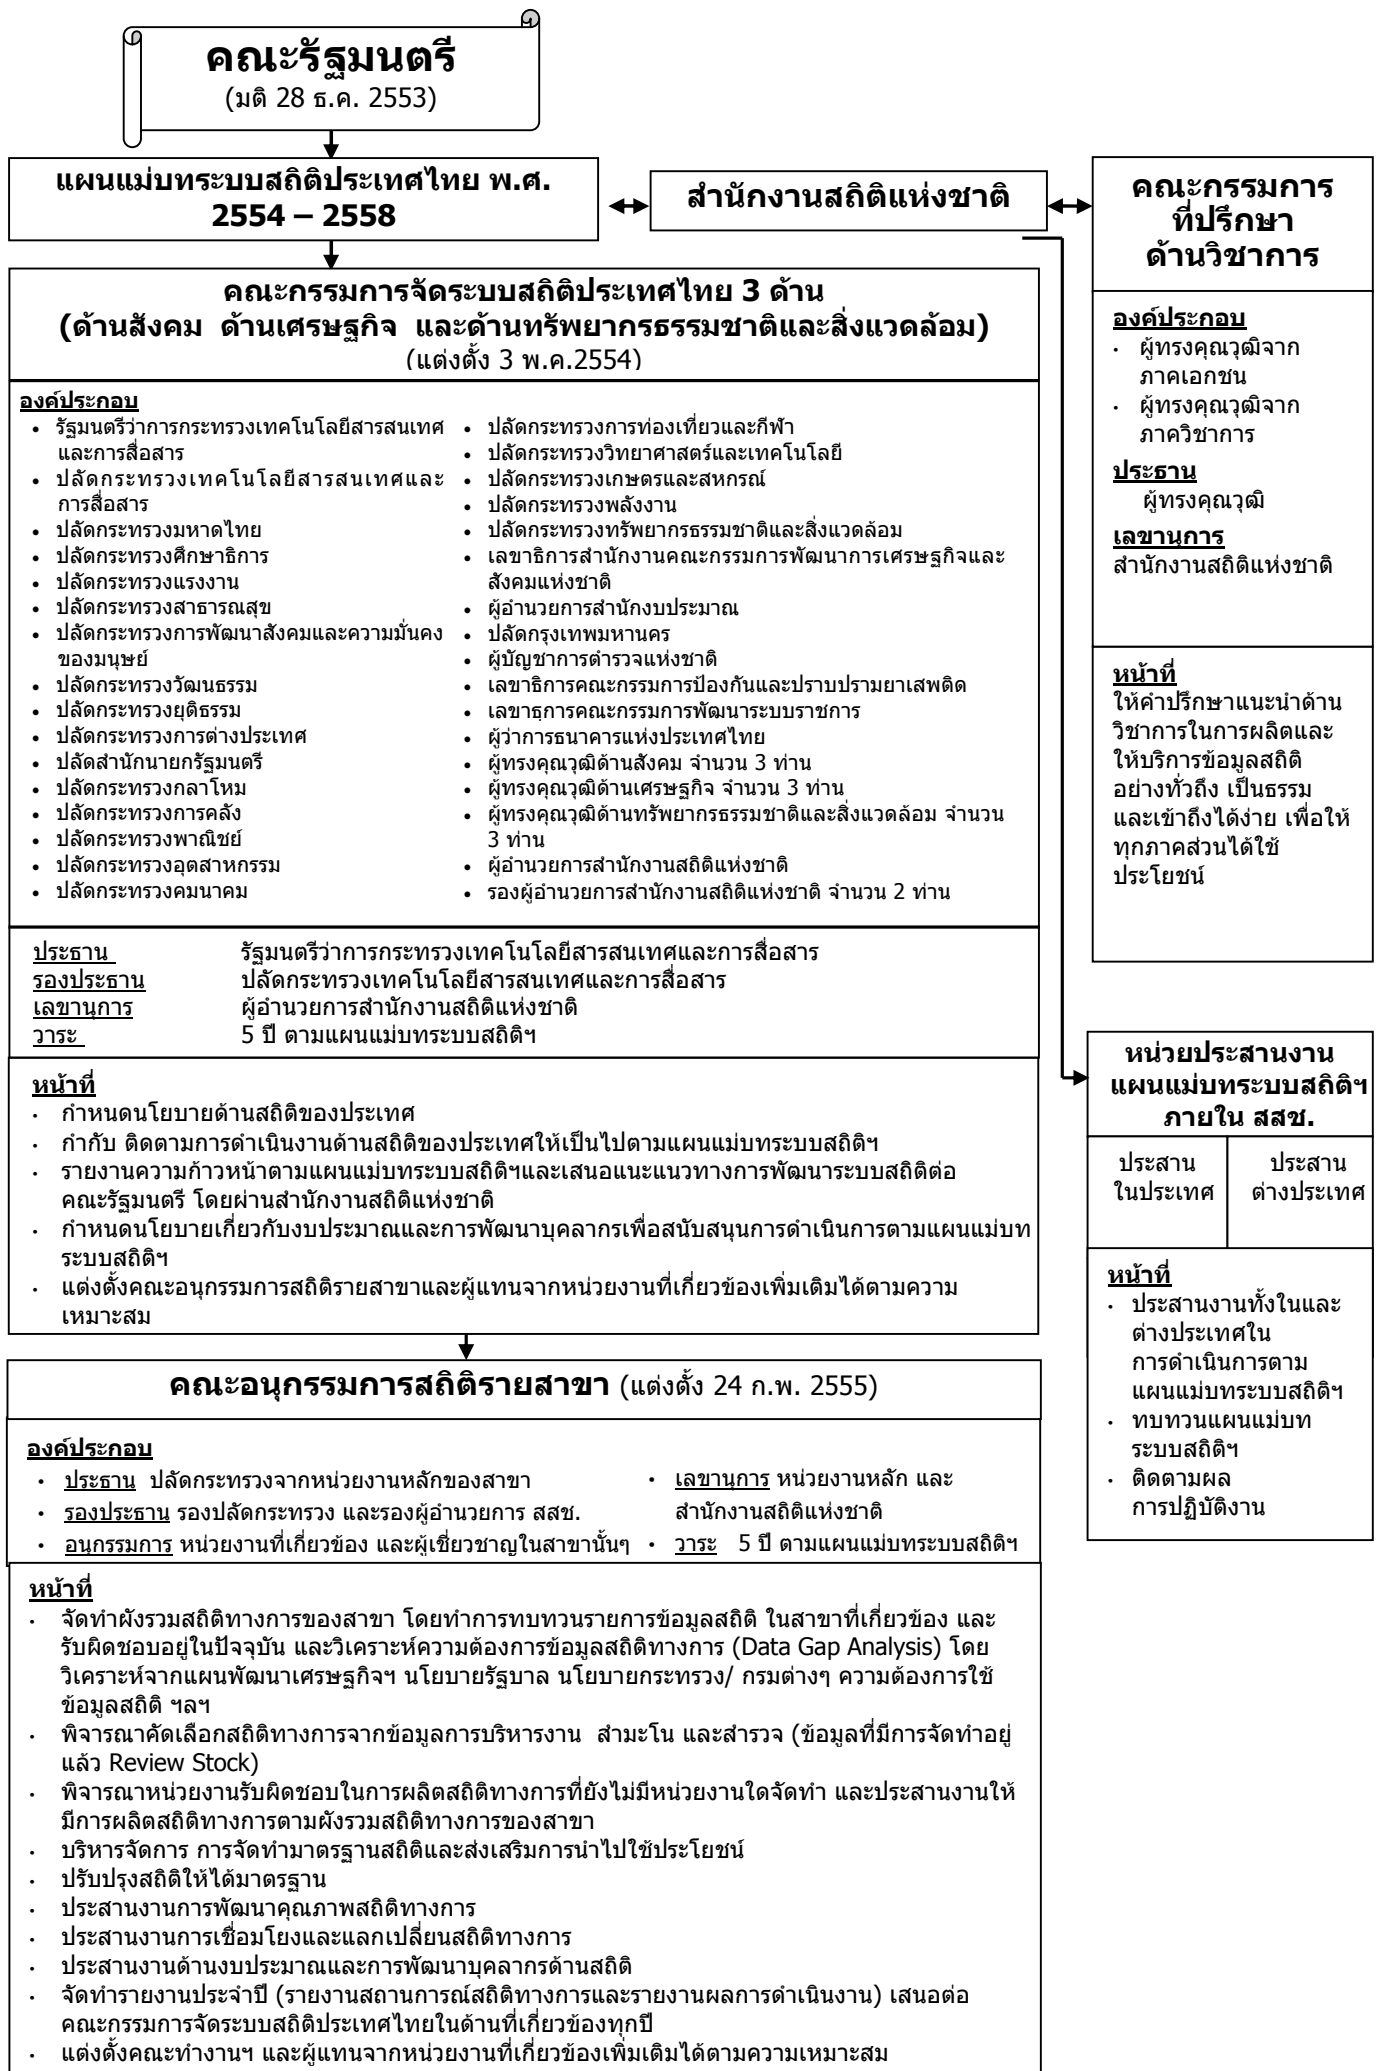 คณะรัฐมนตรี
(มติ 28 ธ.ค. 2553)
แผนแม่บทระบบสถิติประเทศไทย พ.ศ.
2554 – 2558
สำนักงานสถิติแห่งชาติ
คณะกรรมการ
ที่ปรึกษา
ด้านวิชาการ
องค์ประกอบ
• ผู้ทรงคุณวุฒิจาก
ภาคเอกชน
• ผู้ทรงคุณวุฒิจาก
ภาควิชาการ
ประธาน
ผู้ทรงคุณวุฒิ
เลขานุการ
สำนักงานสถิติแห่งชาติ
หน้าที่
ให้คำปรึกษาแนะนำด้าน
วิชาการในการผลิตและ
ให้บริการข้อมูลสถิติ
อย่างทั่วถึง เป็นธรรม
และเข้าถึงได้ง่าย เพื่อให้
ทุกภาคส่วนได้ใช้
ประโยชน์
คณะกรรมการจัดระบบสถิติประเทศไทย 3 ด้าน
(ด้านสังคม ด้านเศรษฐกิจ และด้านทรัพยากรธรรมชาติและสิ่งแวดล้อม)
(แต่งตั้ง 3 พ.ค.2554)
องค์ประกอบ
• รัฐมนตรีว่าการกระทรวงเทคโนโลยีสารสนเทศ
และการสื่อสาร
• ปลัดกระทรวงเทคโนโลยีสารสนเทศและ
การสื่อสาร
• ปลัดกระทรวงมหาดไทย
• ปลัดกระทรวงศึกษาธิการ
• ปลัดกระทรวงแรงงาน
• ปลัดกระทรวงสาธารณสุข
• ปลัดกระทรวงการพัฒนาสังคมและความมั่นคง
ของมนุษย์
• ปลัดกระทรวงวัฒนธรรม
• ปลัดกระทรวงยุติธรรม
• ปลัดกระทรวงการต่างประเทศ
• ปลัดสำนักนายกรัฐมนตรี
• ปลัดกระทรวงกลาโหม
• ปลัดกระทรวงการคลัง
• ปลัดกระทรวงพาณิชย์
• ปลัดกระทรวงอุตสาหกรรม
• ปลัดกระทรวงคมนาคม
• ปลัดกระทรวงการท่องเที่ยวและกีฬา
• ปลัดกระทรวงวิทยาศาสตร์และเทคโนโลยี
• ปลัดกระทรวงเกษตรและสหกรณ์
• ปลัดกระทรวงพลังงาน
• ปลัดกระทรวงทรัพยากรธรรมชาติและสิ่งแวดล้อม
• เลขาธิการสำนักงานคณะกรรมการพัฒนาการเศรษฐกิจและ
สังคมแห่งชาติ
• ผู้อำนวยการสำนักงบประมาณ
• ปลัดกรุงเทพมหานคร
• ผู้บัญชาการตำรวจแห่งชาติ
• เลขาธิการคณะกรรมการป้องกันและปราบปรามยาเสพติด
• เลขาธุการคณะกรรมการพัฒนาระบบราชการ
• ผู้ว่าการธนาคารแห่งประเทศไทย
• ผู้ทรงคุณวุฒิด้านสังคม จำนวน 3 ท่าน
• ผู้ทรงคุณวุฒิด้านเศรษฐกิจ จำนวน 3 ท่าน
• ผู้ทรงคุณวุฒิด้านทรัพยากรธรรมชาติและสิ่งแวดล้อม จำนวน
3 ท่าน
• ผู้อำนวยการสำนักงานสถิติแห่งชาติ
• รองผู้อำนวยการสำนักงานสถิติแห่งชาติ จำนวน 2 ท่าน
ประธาน รัฐมนตรีว่าการกระทรวงเทคโนโลยีสารสนเทศและการสื่อสาร
รองประธาน ปลัดกระทรวงเทคโนโลยีสารสนเทศและการสื่อสาร
เลขานุการ ผู้อำนวยการสำนักงานสถิติแห่งชาติ
วาระ 5 ปี ตามแผนแม่บทระบบสถิติฯ
หน้าที่
• กำหนดนโยบายด้านสถิติของประเทศ
• กำกับ ติดตามการดำเนินงานด้านสถิติของประเทศให้เป็นไปตามแผนแม่บทระบบสถิติฯ
• รายงานความก้าวหน้าตามแผนแม่บทระบบสถิติฯและเสนอแนะแนวทางการพัฒนาระบบสถิติต่อ
คณะรัฐมนตรี โดยผ่านสำนักงานสถิติแห่งชาติ
• กำหนดนโยบายเกี่ยวกับงบประมาณและการพัฒนาบุคลากรเพื่อสนับสนุนการดำเนินการตามแผนแม่บท
ระบบสถิติฯ
• แต่งตั้งคณะอนุกรรมการสถิติรายสาขาและผู้แทนจากหน่วยงานที่เกี่ยวข้องเพิ่มเติมได้ตามความ
เหมาะสม
หน่วยประสานงาน
แผนแม่บทระบบสถิติฯ
ภายใน สสช.
ประสาน
ในประเทศ
ประสาน
ต่างประเทศ
หน้าที่
• ประสานงานทั้งในและ
ต่างประเทศใน
การดำเนินการตาม
แผนแม่บทระบบสถิติฯ
• ทบทวนแผนแม่บท
ระบบสถิติฯ
• ติดตามผล
การปฏิบัติงาน
คณะอนุกรรมการสถิติรายสาขา (แต่งตั้ง 24 ก.พ. 2555)
องค์ประกอบ
• ประธาน ปลัดกระทรวงจากหน่วยงานหลักของสาขา
• รองประธาน รองปลัดกระทรวง และรองผู้อำนวยการ สสช.
• อนุกรรมการ หน่วยงานที่เกี่ยวข้อง และผู้เชี่ยวชาญในสาขานั้นๆ
• เลขานุการ หน่วยงานหลัก และ
สำนักงานสถิติแห่งชาติ
• วาระ 5 ปี ตามแผนแม่บทระบบสถิติฯ
หน้าที่
• จัดทำผังรวมสถิติทางการของสาขา โดยทำการทบทวนรายการข้อมูลสถิติ ในสาขาที่เกี่ยวข้อง และ
รับผิดชอบอยู่ในปัจจุบัน และวิเคราะห์ความต้องการข้อมูลสถิติทางการ (Data Gap Analysis) โดย
วิเคราะห์จากแผนพัฒนาเศรษฐกิจฯ นโยบายรัฐบาล นโยบายกระทรวง/ กรมต่างๆ ความต้องการใช้
ข้อมูลสถิติ ฯลฯ
• พิจารณาคัดเลือกสถิติทางการจากข้อมูลการบริหารงาน สำมะโน และสำรวจ (ข้อมูลที่มีการจัดทำอยู่
แล้ว Review Stock)
• พิจารณาหน่วยงานรับผิดชอบในการผลิตสถิติทางการที่ยังไม่มีหน่วยงานใดจัดทำ และประสานงานให้
มีการผลิตสถิติทางการตามผังรวมสถิติทางการของสาขา
• บริหารจัดการ การจัดทำมาตรฐานสถิติและส่งเสริมการนำไปใช้ประโยชน์
• ปรับปรุงสถิติให้ได้มาตรฐาน
• ประสานงานการพัฒนาคุณภาพสถิติทางการ
• ประสานงานการเชื่อมโยงและแลกเปลี่ยนสถิติทางการ
• ประสานงานด้านงบประมาณและการพัฒนาบุคลากรด้านสถิติ
• จัดทำรายงานประจำปี (รายงานสถานการณ์สถิติทางการและรายงานผลการดำเนินงาน) เสนอต่อ
คณะกรรมการจัดระบบสถิติประเทศไทยในด้านที่เกี่ยวข้องทุกปี
• แต่งตั้งคณะทำงานฯ และผู้แทนจากหน่วยงานที่เกี่ยวข้องเพิ่มเติมได้ตามความเหมาะสม